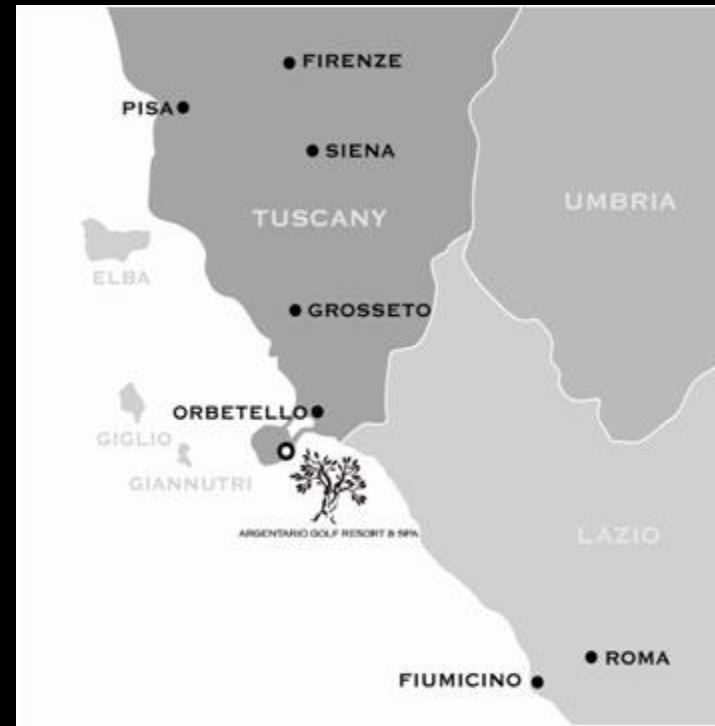 FIRENZE
PISA
SIENA
UMBRIA
TUSCANY
ELBA
GROSSETO
ORBETELLO
GIGLIO
GIANNUTRI
ARGENTARIO GOLF RESORT & SPA
LAZIO
ROMA
FIUMICINO